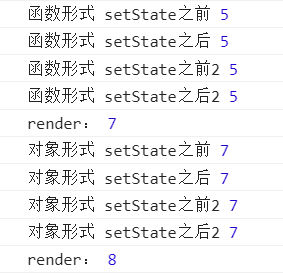 函数形式 setState之前 5
函数形式 setState之后 5
函数形式 setState之前2 5
函数形式 setState之后2 5
render： 7
对象形式 setState之前 7
对象形式 setState之后 7
对象形式 setState之前2 7
对象形式 setState之后2 7
render： 8